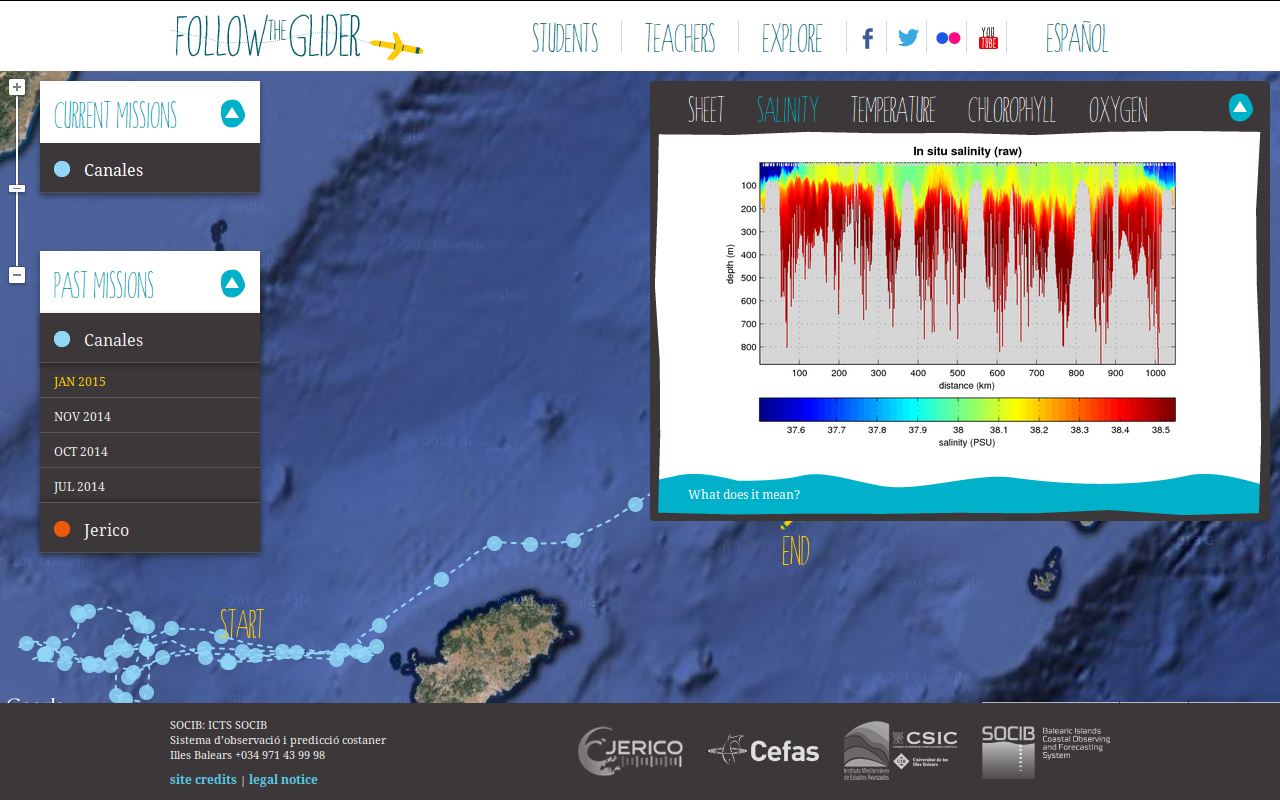 FOLLOW THE GLIDER
STUDENTS
TEACHERS
EXPLORE
YOU TUBE
ESPAÑOL
CURRENT MISSIONS
Canales
PAST MISSIONS
Canales
JAN 2015
NOV 2014
OCT 2014
JUL 2014
Jerico
SHEET SALINITY TEMPERATURE CHLOROPHYLL OXYGEN
In situ salinity (raw)
depth (m)
100
200
300
400
500
600
700
800
100 200 300 400 500 600 700 800 900 1000
distance (km)
37.6 37.7 37.8 37.9 38 38.1 38.2 38.3 38.4 38.5
salinity (PSU)
What does it mean?
END
START
SOCIB: ICTS SOCIB
Sistema d'observació i predicció costaner
Illes Balears +034 971 43 99 98
site credits | legal notice
JERICO
Cefas
CSIC
Institut Mediterrani
de Estudis Avançados
Universitat de les
Illes Balears
SOCIB
Balearic Islands
Coastal Observing
and Forecasting
System